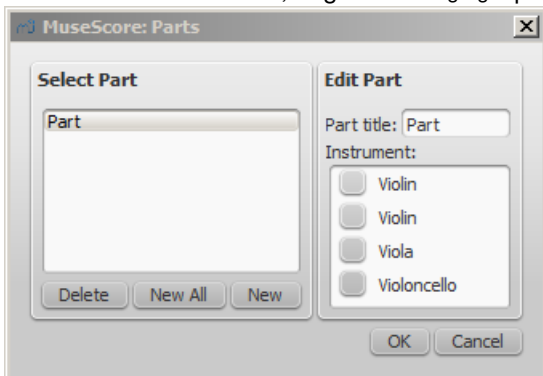 MuseScore: Parts
Select Part
Part
Delete
New All
New
Edit Part
Part title: Part
Instrument:
Violin
Violin
Viola
Violoncello
OK
Cancel